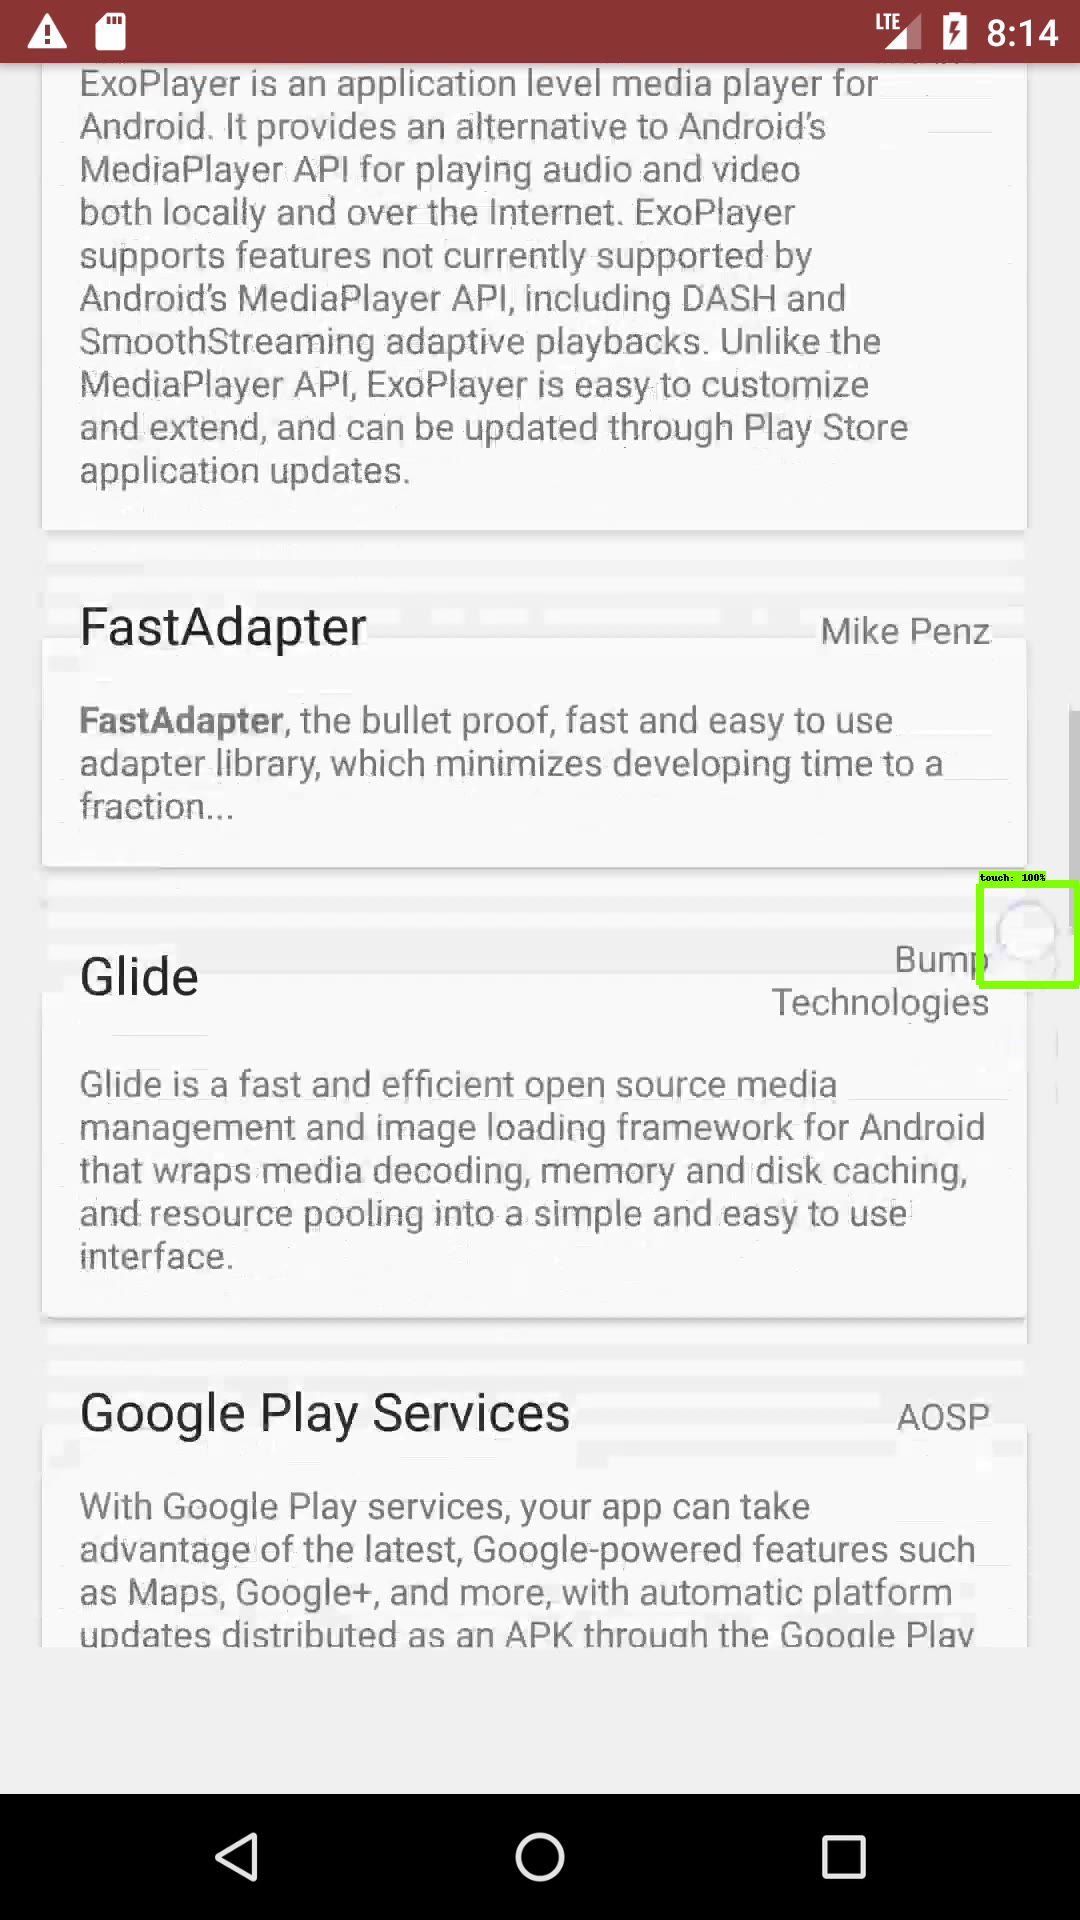 LTE 8:14
ExoPlayer is an application level media player for
Android. It provides an alternative to Android's
MediaPlayer API for playing audio and video
both locally and over the Internet. ExoPlayer
supports features not currently supported by
Android's MediaPlayer API, including DASH and
SmoothStreaming adaptive playbacks. Unlike the
MediaPlayer API, ExoPlayer is easy to customize
and extend, and can be updated through Play Store
application updates.
FastAdapter Mike Penz
FastAdapter, the bullet proof, fast and easy to use
adapter library, which minimizes developing time to a
fraction...
touch: 100%
Glide Bump
Technologies
Glide is a fast and efficient open source media
management and image loading framework for Android
that wraps media decoding, memory and disk caching,
and resource pooling into a simple and easy to use
interface.
Google Play Services AOSP
With Google Play services, your app can take
advantage of the latest, Google-powered features such
as Maps, Google+, and more, with automatic platform
updates distributed as an APK through the Google Play